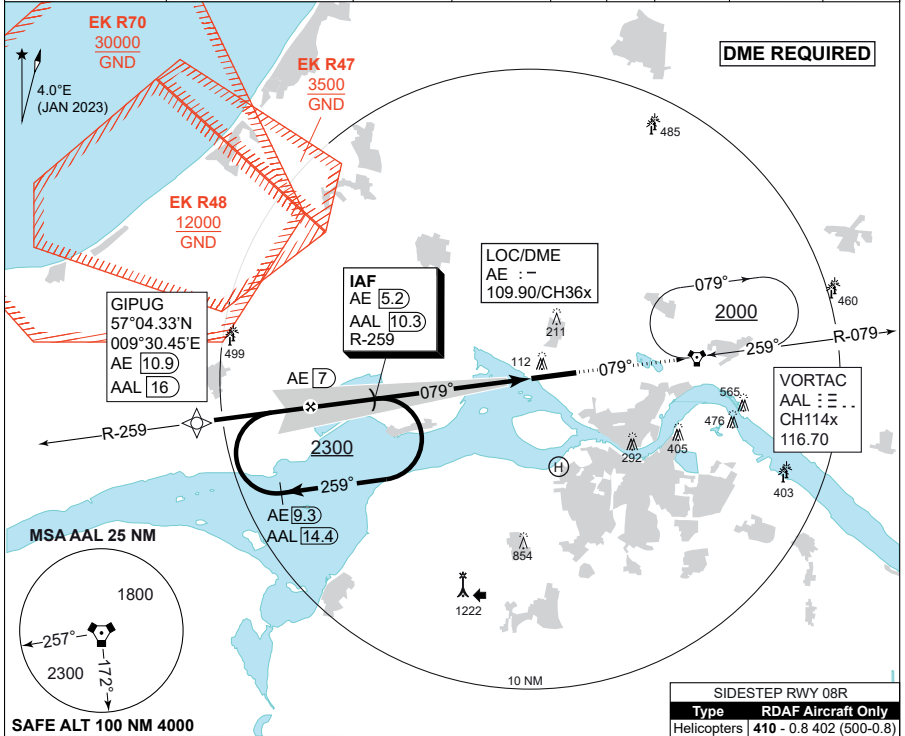 EK R70
30000
GND
DME REQUIRED
4.0°E
(JAN 2023)
EK R47
3500
GND
485
EK R48
12000
GND
LOC/DME
AE : –
109.90/CH36x
IAF
AE 5.2
AAL 10.3
R-259
GIPUG
57°04.33'N
009°30.45'E
AE 10.9
AAL 16
079°
2000
460
211
499
112
259°
R-079
AE 7
079°
079°
VORTAC
AAL
CH114x
116.70
565
476
R-259
2300
292
405
H
259°
403
AE 9.3
AAL 14.4
854
MSA AAL 25 NM
1800
1222
257°
2300
172°
10 NM
SIDESTEP RWY 08R
Type RDAF Aircraft Only
Helicopters 410 - 0.8 402 (500-0.8)
SAFE ALT 100 NM 4000